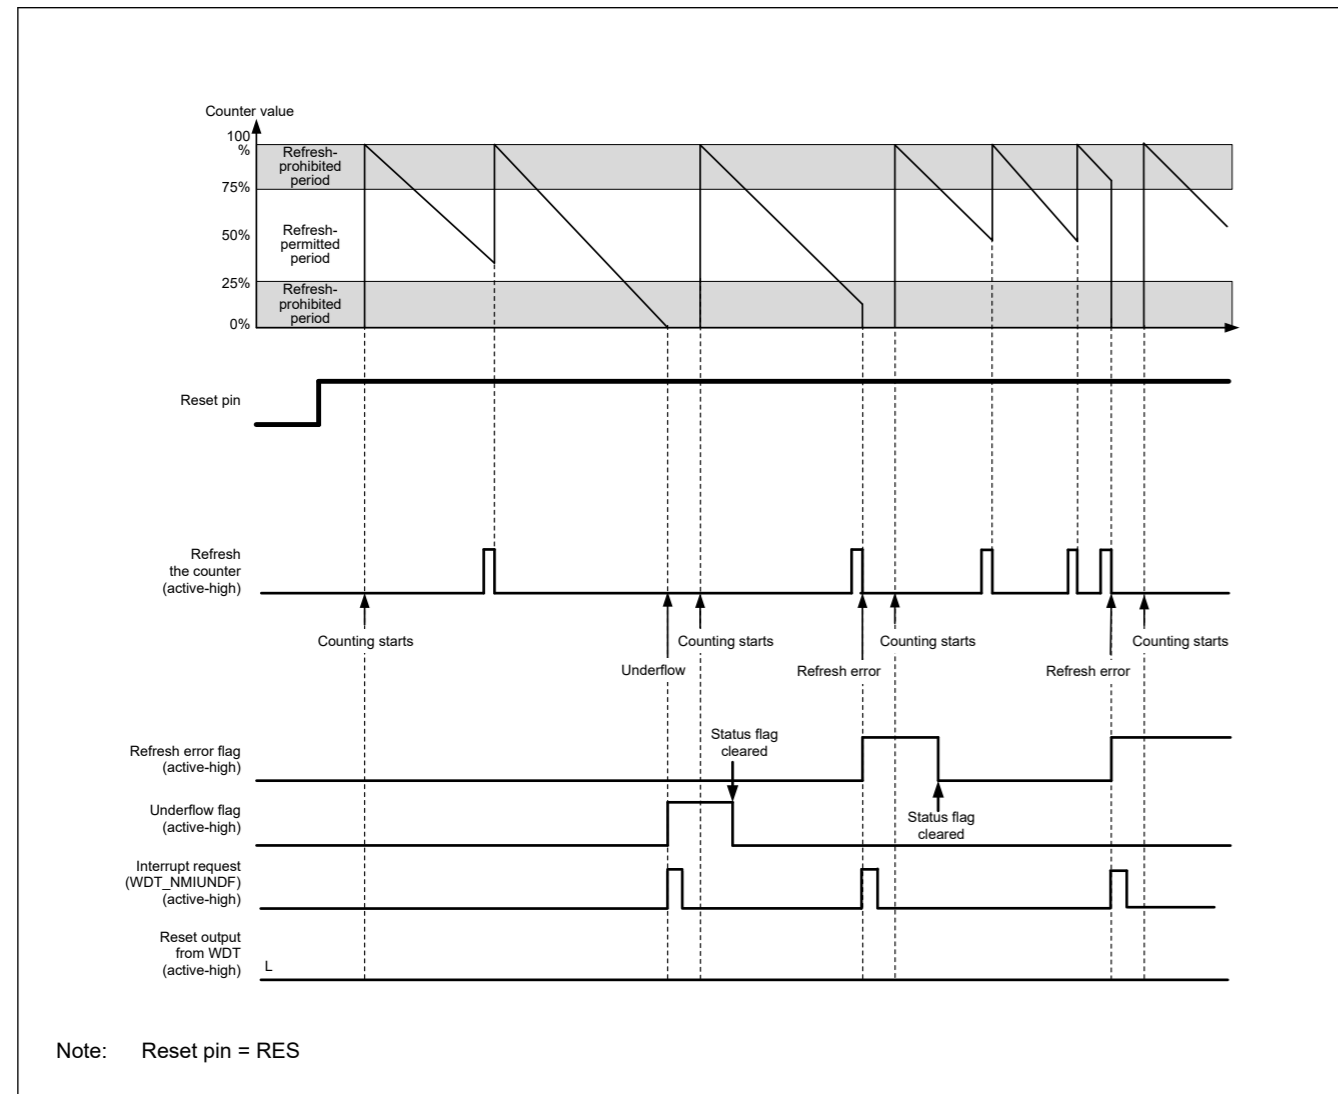 Counter value
100
%
Refresh-
prohibited
period
75%
Refresh-
permitted
period
50%
25%
Refresh-
prohibited
period
0%
Reset pin
Refresh
the counter
(active-high)
Counting starts
Counting starts
Counting starts
Counting starts
Underflow
Refresh error
Refresh error
Status flag
cleared
Refresh error flag
(active-high)
Underflow flag
(active-high)
Status flag
cleared
Interrupt request
(WDT_NMIUNDF)
(active-high)
Reset output
from WDT
(active-high)
L
Note: Reset pin = RES